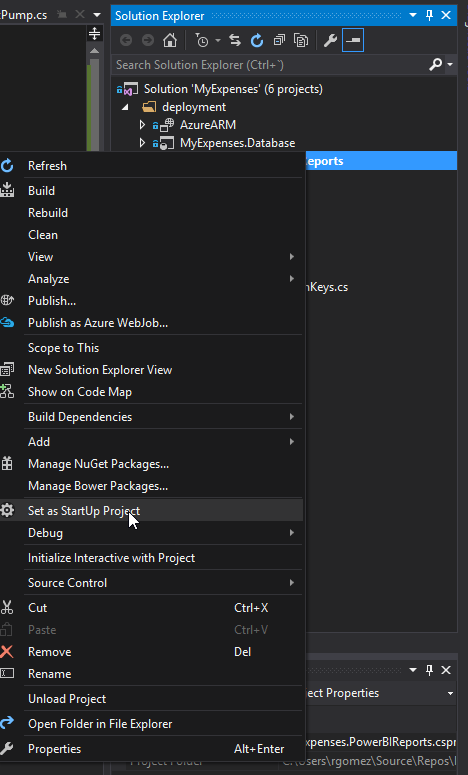 tPump.cs
Solution Explorer
Search Solution Explorer (Ctrl+¨)
Solution 'MyExpenses' (6 projects)
deployment
AzureARM
MyExpenses.Database
eports
Refresh
Build
Rebuild
Clean
View
Analyze
nKeys.cs
Publish...
Publish as Azure WebJob...
Scope to This
New Solution Explorer View
Show on Code Map
Build Dependencies
Add
Manage NuGet Packages...
Manage Bower Packages...
Set as StartUp Project
Debug
Initialize Interactive with Project
Source Control
Cut Ctrl+X
Paste Ctrl+V
Remove Del
Rename
ject Properties
Unload Project
Open Folder in File Explorer
Properties Alt+Enter
xpenses.PowerBIReports.cspr
Project Folder C:\Users\rgomez\Source\Repos\